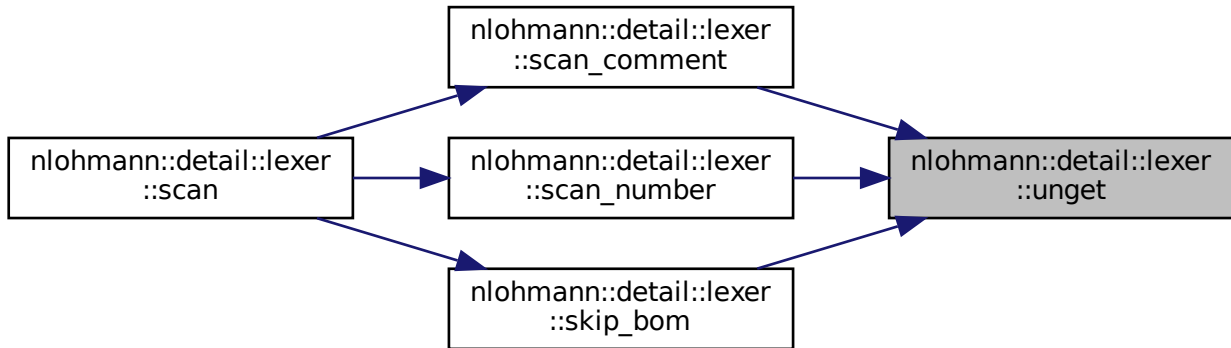 nlohmann::detail::lexer
::scan_comment
nlohmann::detail::lexer
::scan
nlohmann::detail::lexer
::scan_number
nlohmann::detail::lexer
::unget
nlohmann::detail::lexer
::skip_bom